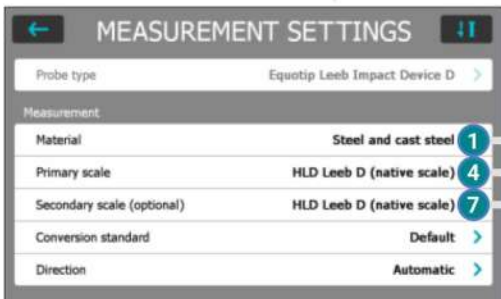 MEASUREMENT SETTINGS
Probe type Equotip Leeb Impact Device D
Measurement
Material Steel and cast steel 1
Primary scale HLD Leeb D (native scale) 4
Secondary scale (optional) HLD Leeb D (native scale) 7
Conversion standard Default
Direction Automatic